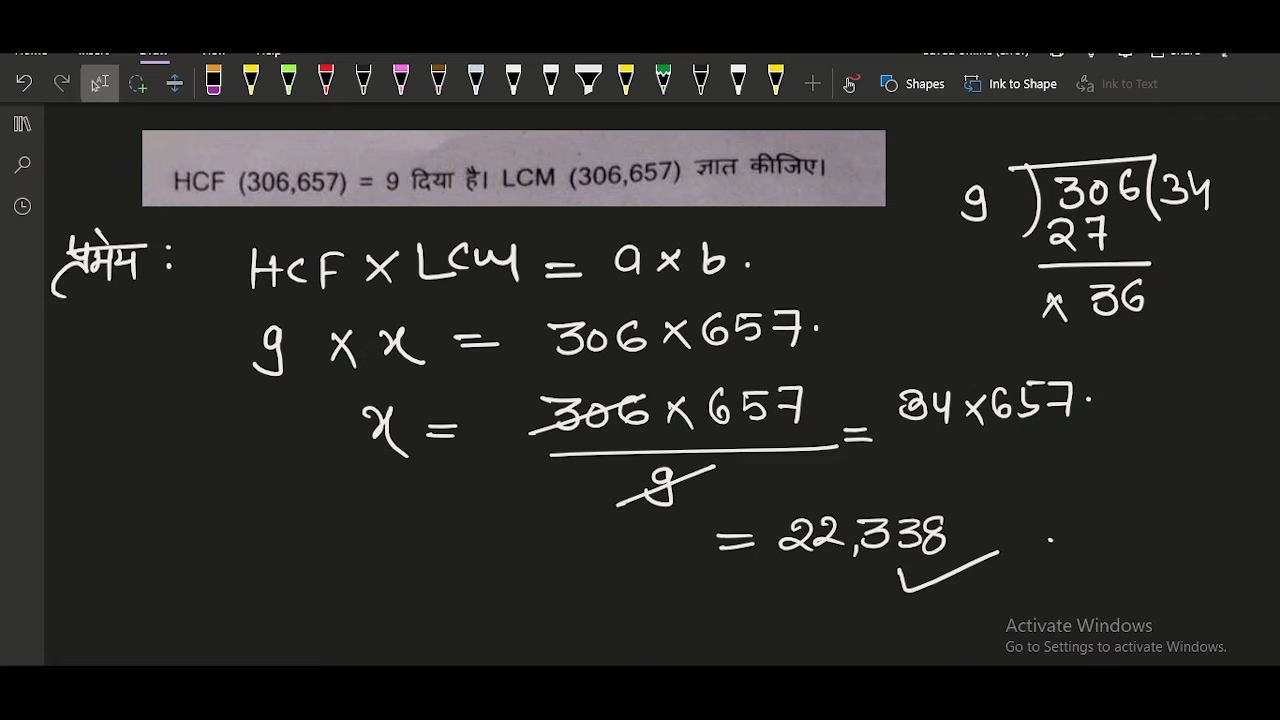 Shapes Ink to Shape Ink to Text
HCF (306,657) = 9 दिया है। LCM (306,657) ज्ञात कीजिए।
प्रमेय : HCF × LCM = a × b .
9 × x = 306 × 657.
x = 306 × 657 / 9 = 34 × 657.
= 22,338
9 ) 306 ( 34
27
× 36
Activate Windows
Go to Settings to activate Windows.